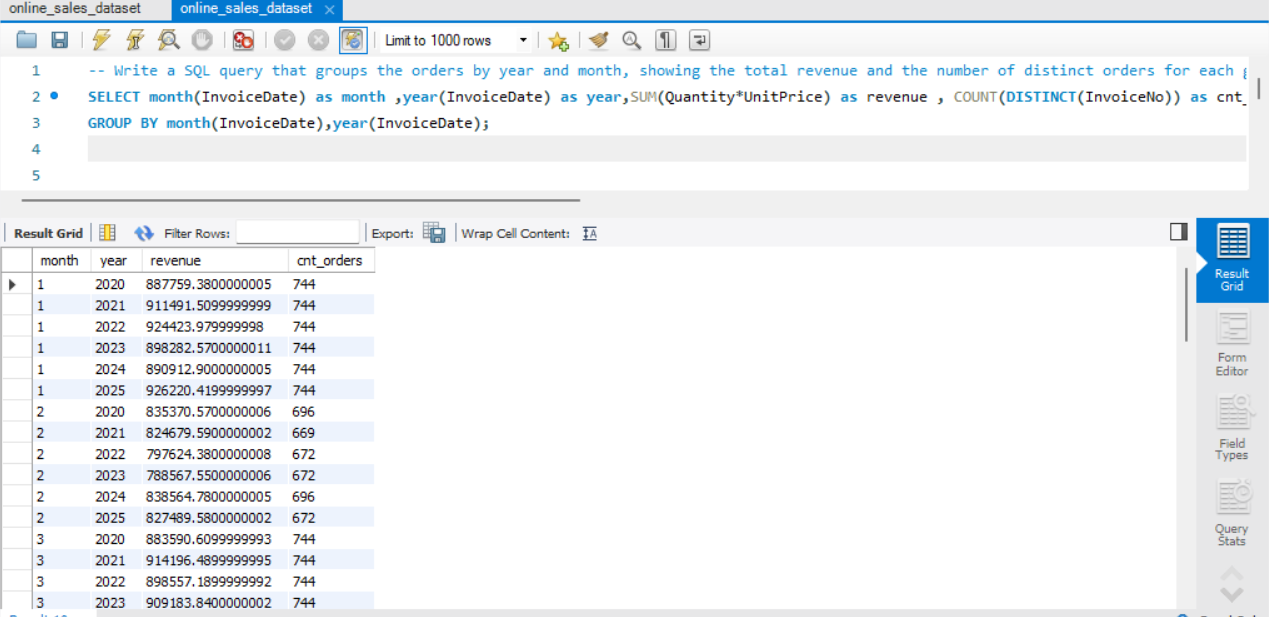 online_sales_dataset online_sales_dataset ×
Limit to 1000 rows
1 -- Write a SQL query that groups the orders by year and month, showing the total revenue and the number of distinct orders for each
2 SELECT month(InvoiceDate) as month ,year(InvoiceDate) as year,SUM(Quantity*UnitPrice) as revenue , COUNT(DISTINCT(InvoiceNo)) as cnt_
3 GROUP BY month(InvoiceDate),year(InvoiceDate);
4
5
Result Grid Filter Rows: Export: Wrap Cell Content:
month year revenue cnt_orders
1 2020 887759.3800000005 744
1 2021 911491.5099999999 744
1 2022 924423.979999998 744
1 2023 898282.5700000011 744
1 2024 890912.9000000005 744
1 2025 926220.4199999997 744
2 2020 835370.5700000006 696
2 2021 824679.5900000002 669
2 2022 797624.3800000008 672
2 2023 788567.5500000006 672
2 2024 838564.7800000005 696
2 2025 827489.5800000002 672
3 2020 883590.6099999993 744
3 2021 914196.4899999995 744
3 2022 898557.1899999992 744
3 2023 909183.8400000002 744
Result
Grid
Form
Editor
Field
Types
Query
Stats